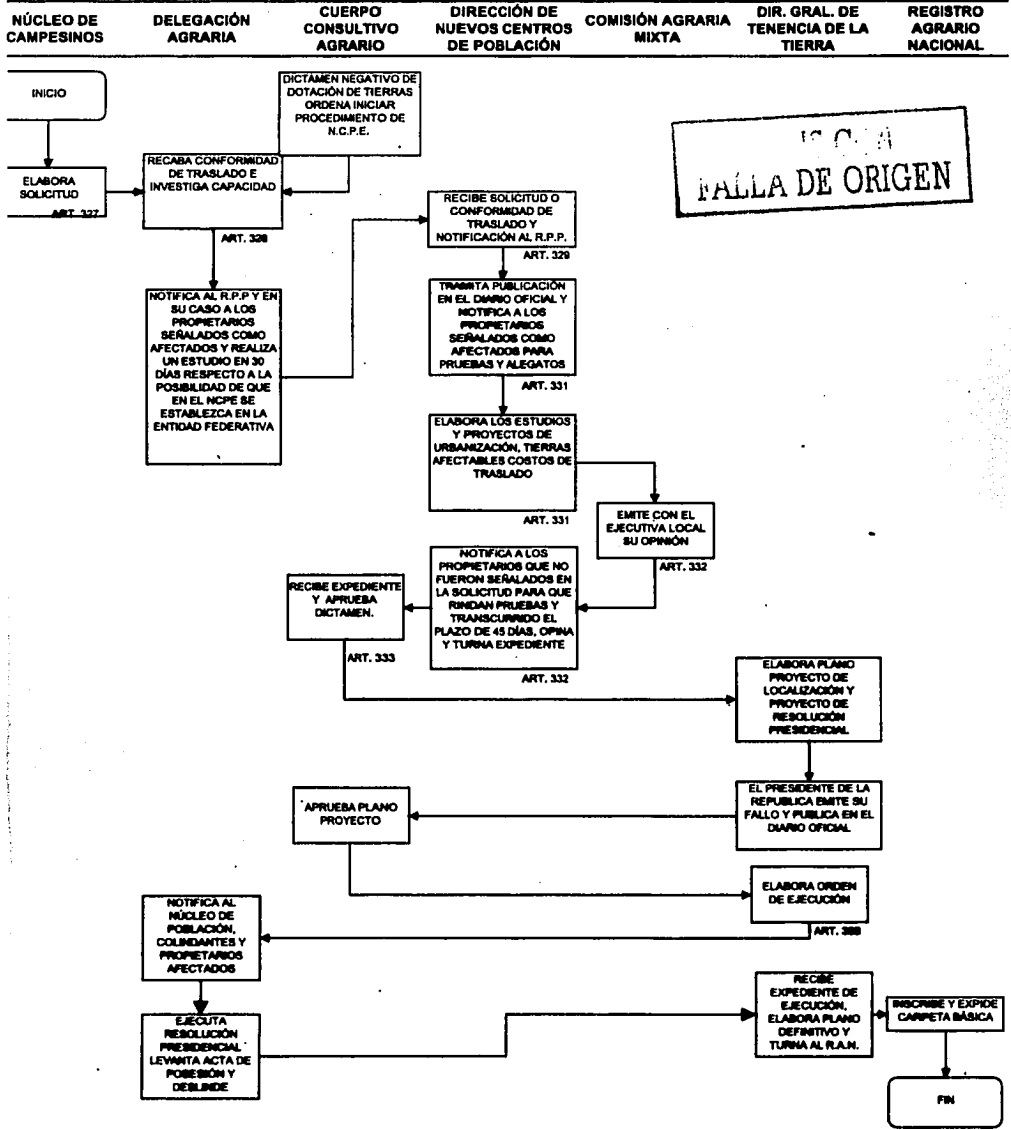 NÚCLEO DE
CAMPESINOS
DELEGACIÓN
AGRARIA
CUERPO
CONSULTIVO
AGRARIO
DIRECCIÓN DE
NUEVOS CENTROS
DE POBLACIÓN
COMISIÓN AGRARIA
MIXTA
DIR. GRAL. DE
TENENCIA DE LA
TIERRA
REGISTRO
AGRARIO
NACIONAL
INICIO
DICTAMEN NEGATIVO DE
DOTACIÓN DE TIERRAS
ORDENA INICIAR
PROCEDIMIENTO DE
N.C.P.E.
FALLA DE ORIGEN
ELABORA
SOLICITUD
ART. 327
RECABA CONFORMIDAD
DE TRASLADO E
INVESTIGA CAPACIDAD
ART. 328
RECIBE SOLICITUD O
CONFORMIDAD DE
TRASLADO Y
NOTIFICACIÓN AL R.P.P.
ART. 329
NOTIFICA AL R.P.P Y EN
SU CASO A LOS
PROPIETARIOS
SEÑALADOS COMO
AFECTADOS Y REALIZA
UN ESTUDIO EN 30
DÍAS RESPECTO A LA
POSIBILIDAD DE QUE
EN EL NCPE SE
ESTABLEZCA EN LA
ENTIDAD FEDERATIVA
TRAMITA PUBLICACIÓN
EN EL DIARIO OFICIAL Y
NOTIFICA A LOS
PROPIETARIOS
SEÑALADOS COMO
AFECTADOS PARA
PRUEBAS Y ALEGATOS
ART. 331
ELABORA LOS ESTUDIOS
Y PROYECTOS DE
URBANIZACIÓN, TIERRAS
AFECTABLES COSTOS DE
TRASLADO
ART. 331
EMITE CON EL
EJECUTIVA LOCAL
SU OPINIÓN
ART. 332
NOTIFICA A LOS
PROPIETARIOS QUE NO
FUERON SEÑALADOS EN
LA SOLICITUD PARA QUE
RINDAN PRUEBAS Y
TRANSCURRIDO EL
PLAZO DE 45 DÍAS, OPINA
Y TURNA EXPEDIENTE
ART. 332
RECIBE EXPEDIENTE
Y APRUEBA
DICTAMEN.
ART. 333
ELABORA PLANO
PROYECTO DE
LOCALIZACIÓN Y
PROYECTO DE
RESOLUCIÓN
PRESIDENCIAL
EL PRESIDENTE DE LA
REPUBLICA EMITE SU
FALLO Y PUBLICA EN EL
DIARIO OFICIAL
APRUEBA PLANO
PROYECTO
ELABORA ORDEN
DE EJECUCIÓN
ART.
NOTIFICA AL
NÚCLEO DE
POBLACIÓN,
COLINDANTES Y
PROPIETARIOS
AFECTADOS
EJECUTA
RESOLUCIÓN
PRESIDENCIAL
LEVANTA ACTA DE
POSESIÓN Y
DESLINDE
RECIBE
EXPEDIENTE DE
EJECUCIÓN,
ELABORA PLANO
DEFINITIVO Y
TURNA AL R.A.N.
INSCRIBE Y EXPIDE
CARPETA BÁSICA
FIN